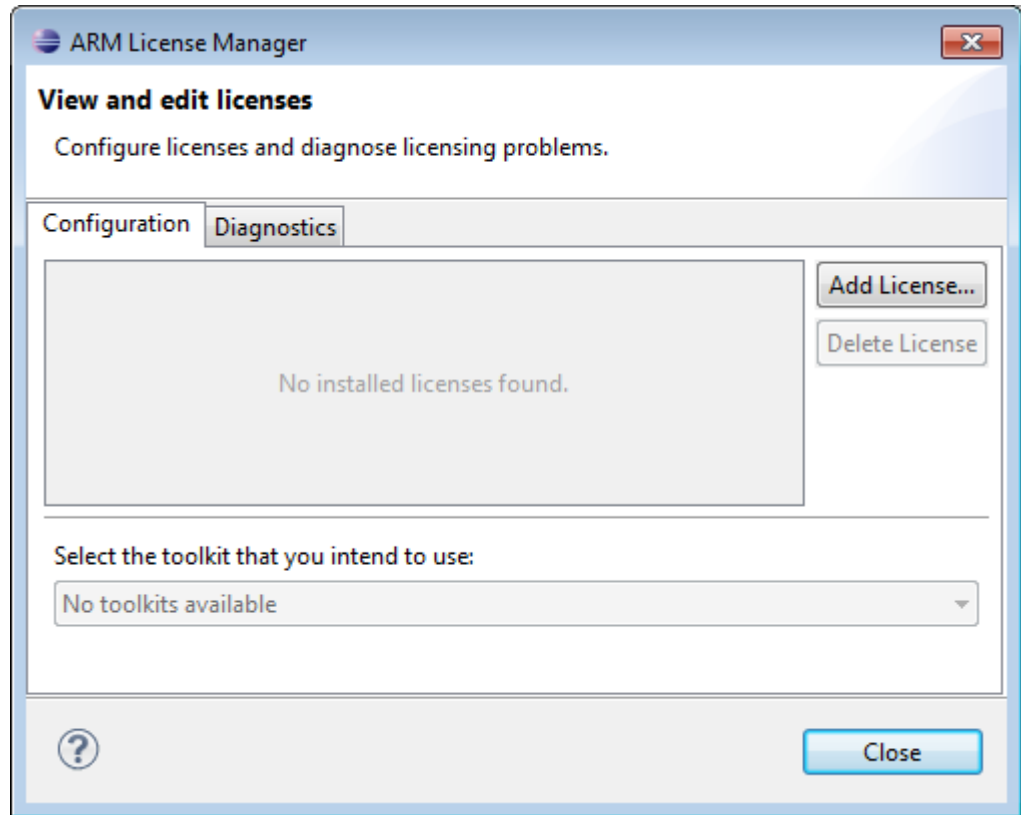 ARM License Manager
View and edit licenses
Configure licenses and diagnose licensing problems.
Configuration
Diagnostics
Add License...
Delete License
No installed licenses found.
Select the toolkit that you intend to use:
No toolkits available
?
Close